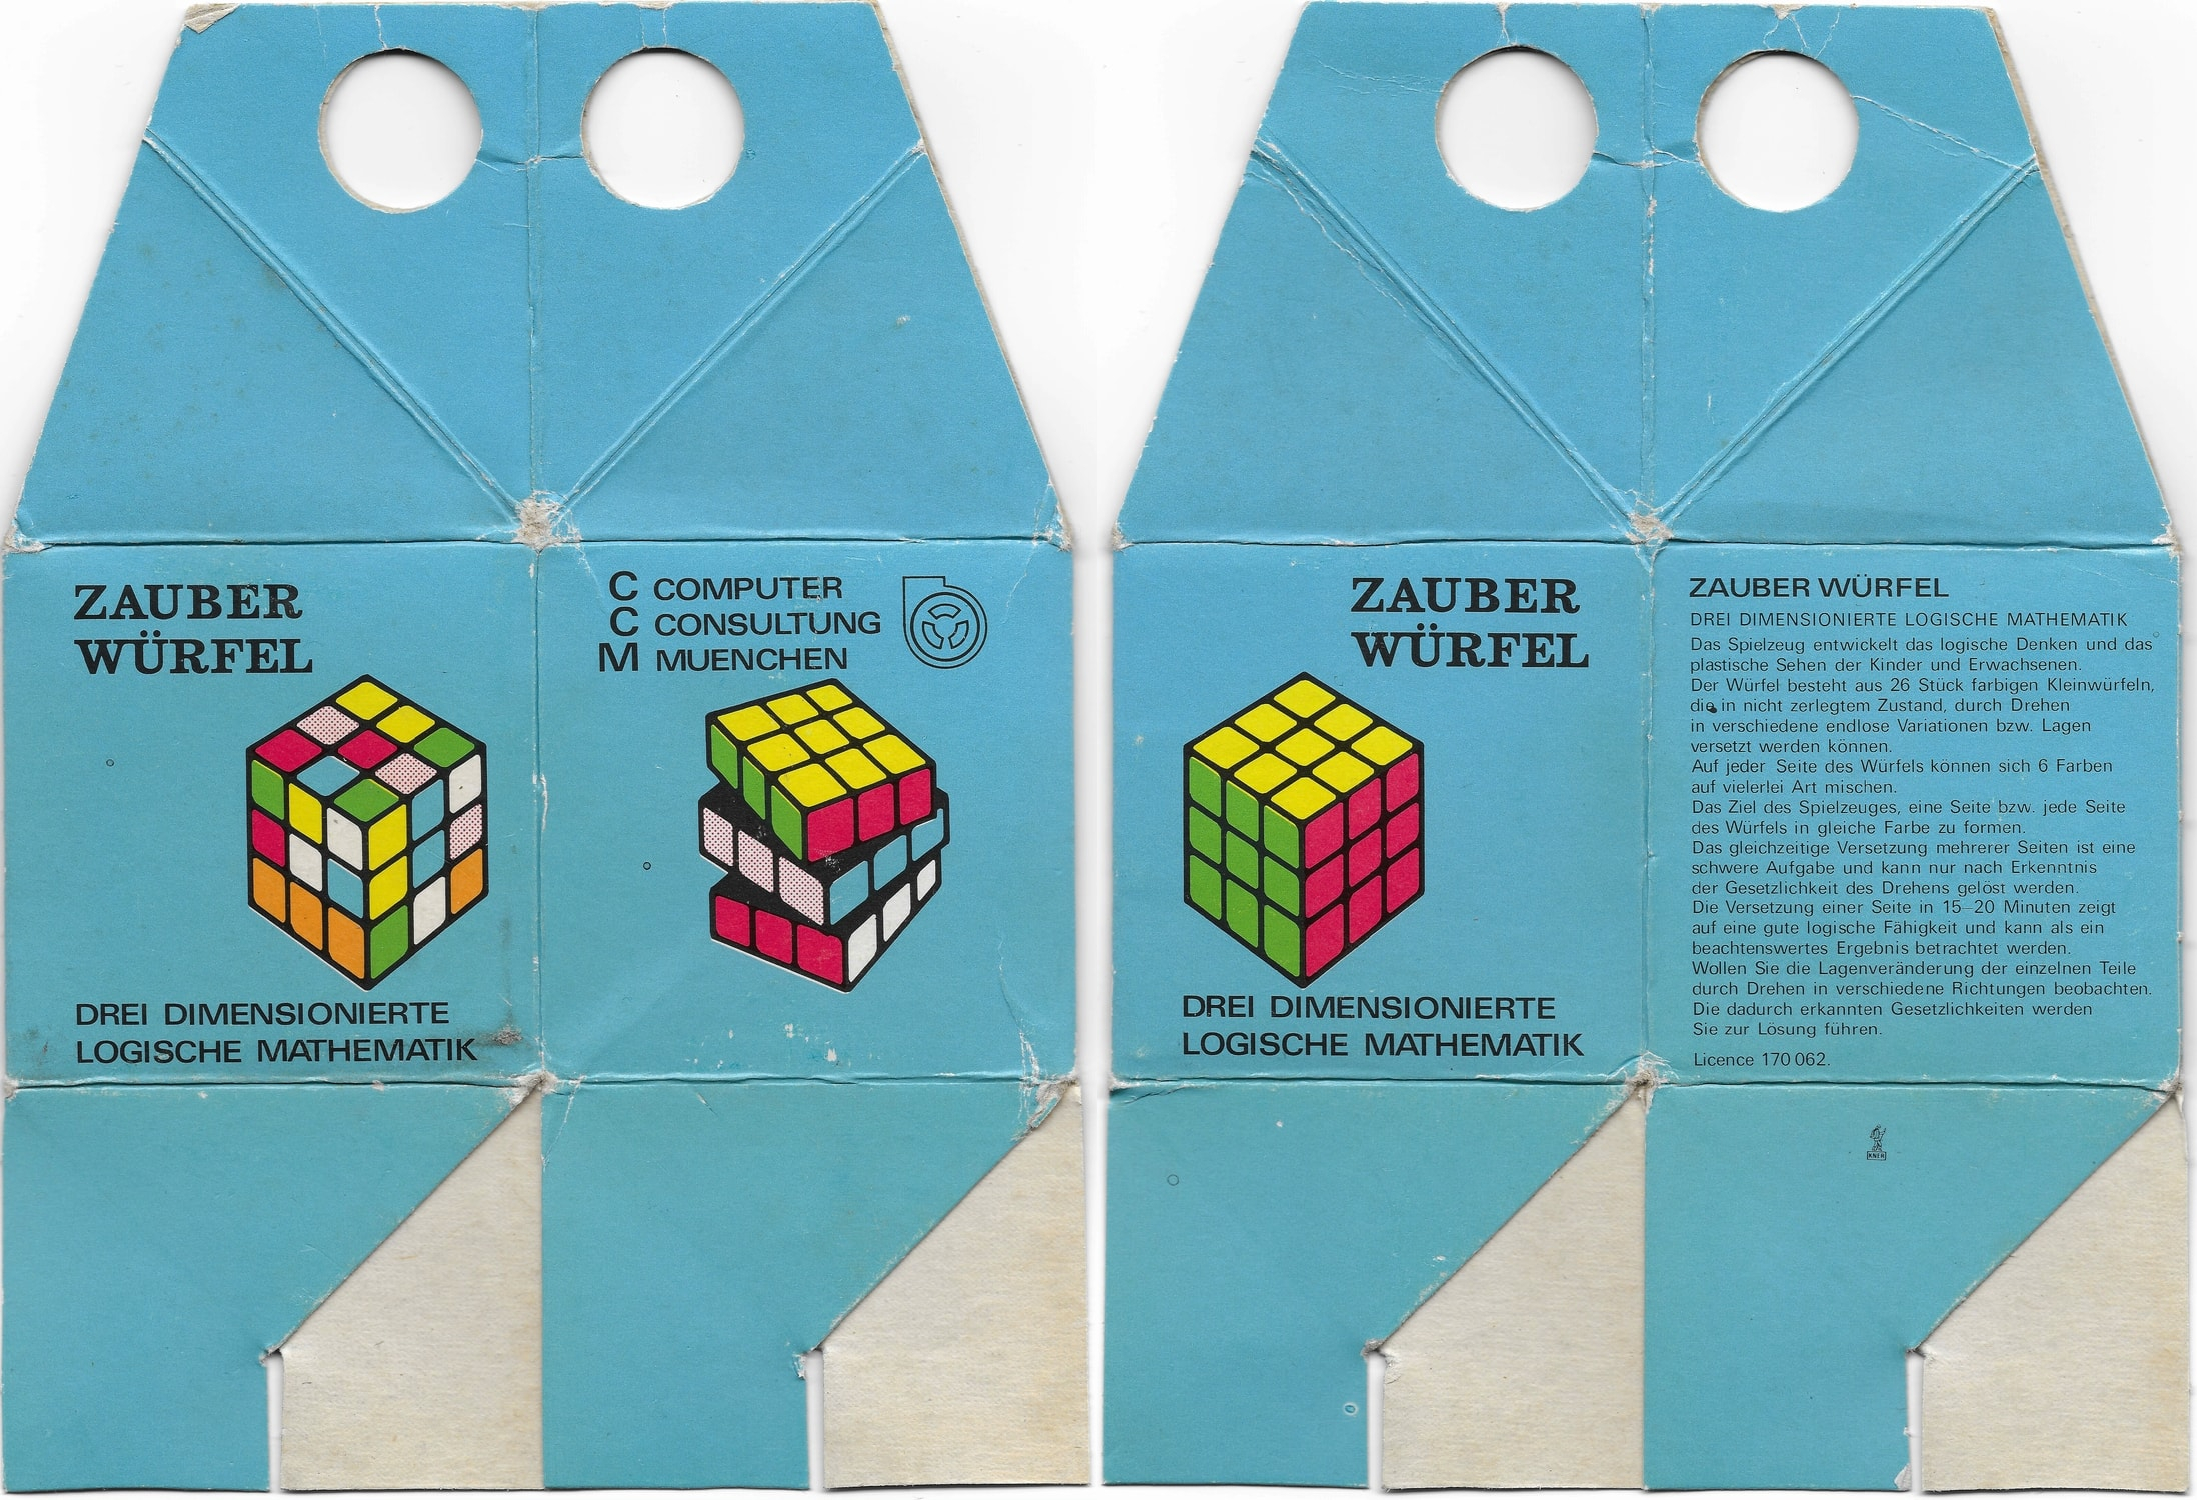 ZAUBER
WÜRFEL
DREI DIMENSIONIERTE
LOGISCHE MATHEMATIK
C COMPUTER
C CONSULTUNG
M MUENCHEN
ZAUBER
WÜRFEL
DREI DIMENSIONIERTE
LOGISCHE MATHEMATIK
ZAUBER WÜRFEL
DREI DIMENSIONIERTE LOGISCHE MATHEMATIK
Das Spielzeug entwickelt das logische Denken und das
plastische Sehen der Kinder und Erwachsenen.
Der Würfel besteht aus 26 Stück farbigen Kleinwürfeln,
die in nicht zerlegtem Zustand, durch Drehen
in verschiedene endlose Variationen bzw. Lagen
versetzt werden können.
Auf jeder Seite des Würfels können sich 6 Farben
auf vielerlei Art mischen.
Das Ziel des Spielzeuges, eine Seite bzw. jede Seite
des Würfels in gleiche Farbe zu formen.
Das gleichzeitige Versetzung mehrerer Seiten ist eine
schwere Aufgabe und kann nur nach Erkenntnis
der Gesetzlichkeit des Drehens gelöst werden.
Die Versetzung einer Seite in 15–20 Minuten zeigt
auf eine gute logische Fähigkeit und kann als ein
beachtenswertes Ergebnis betrachtet werden.
Wollen Sie die Lagenveränderung der einzelnen Teile
durch Drehen in verschiedene Richtungen beobachten.
Die dadurch erkannten Gesetzlichkeiten werden
Sie zur Lösung führen.
Licence 170 062.
KNER